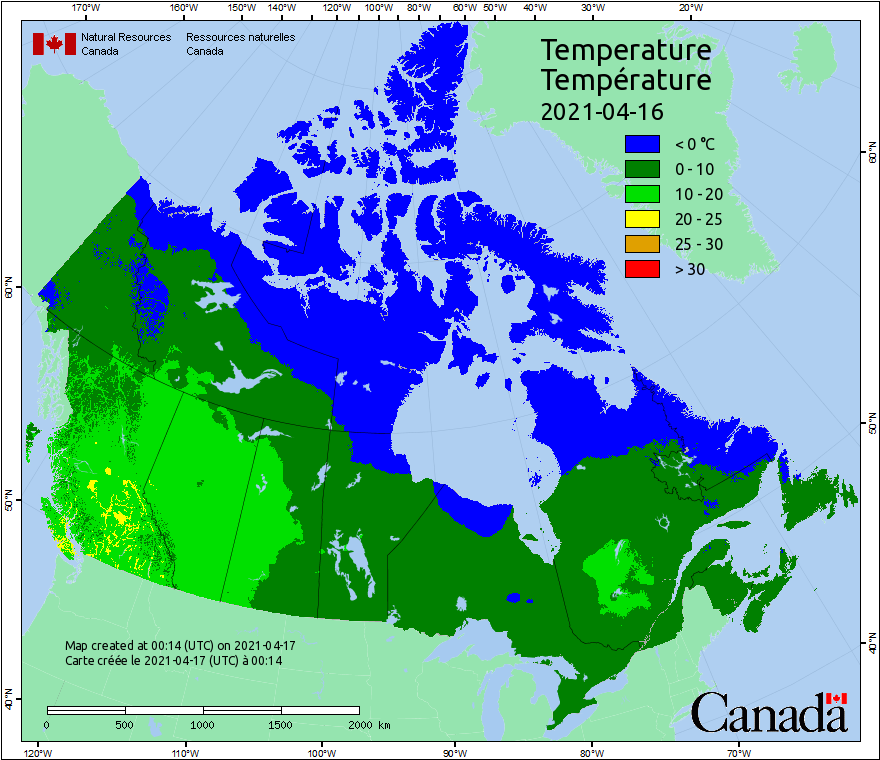 170°W 160°W 150°W 140°W 130°W 120°W 110°W 100°W 90°W 80°W 60°W 50°W 40°W 30°W 20°W
Natural Resources Ressources naturelles
Canada Canada
Temperature
Température
2021-04-16
< 0 °C
0 - 10
10 - 20
20 - 25
25 - 30
> 30
60°N
60°N
50°N
50°N
40°N
40°N
Map created at 00:14 (UTC) on 2021-04-17
Carte créée le 2021-04-17 (UTC) à 00:14
0 500 1000 1500 2000 km
Canada
120°W 110°W 100°W 90°W 80°W 70°W